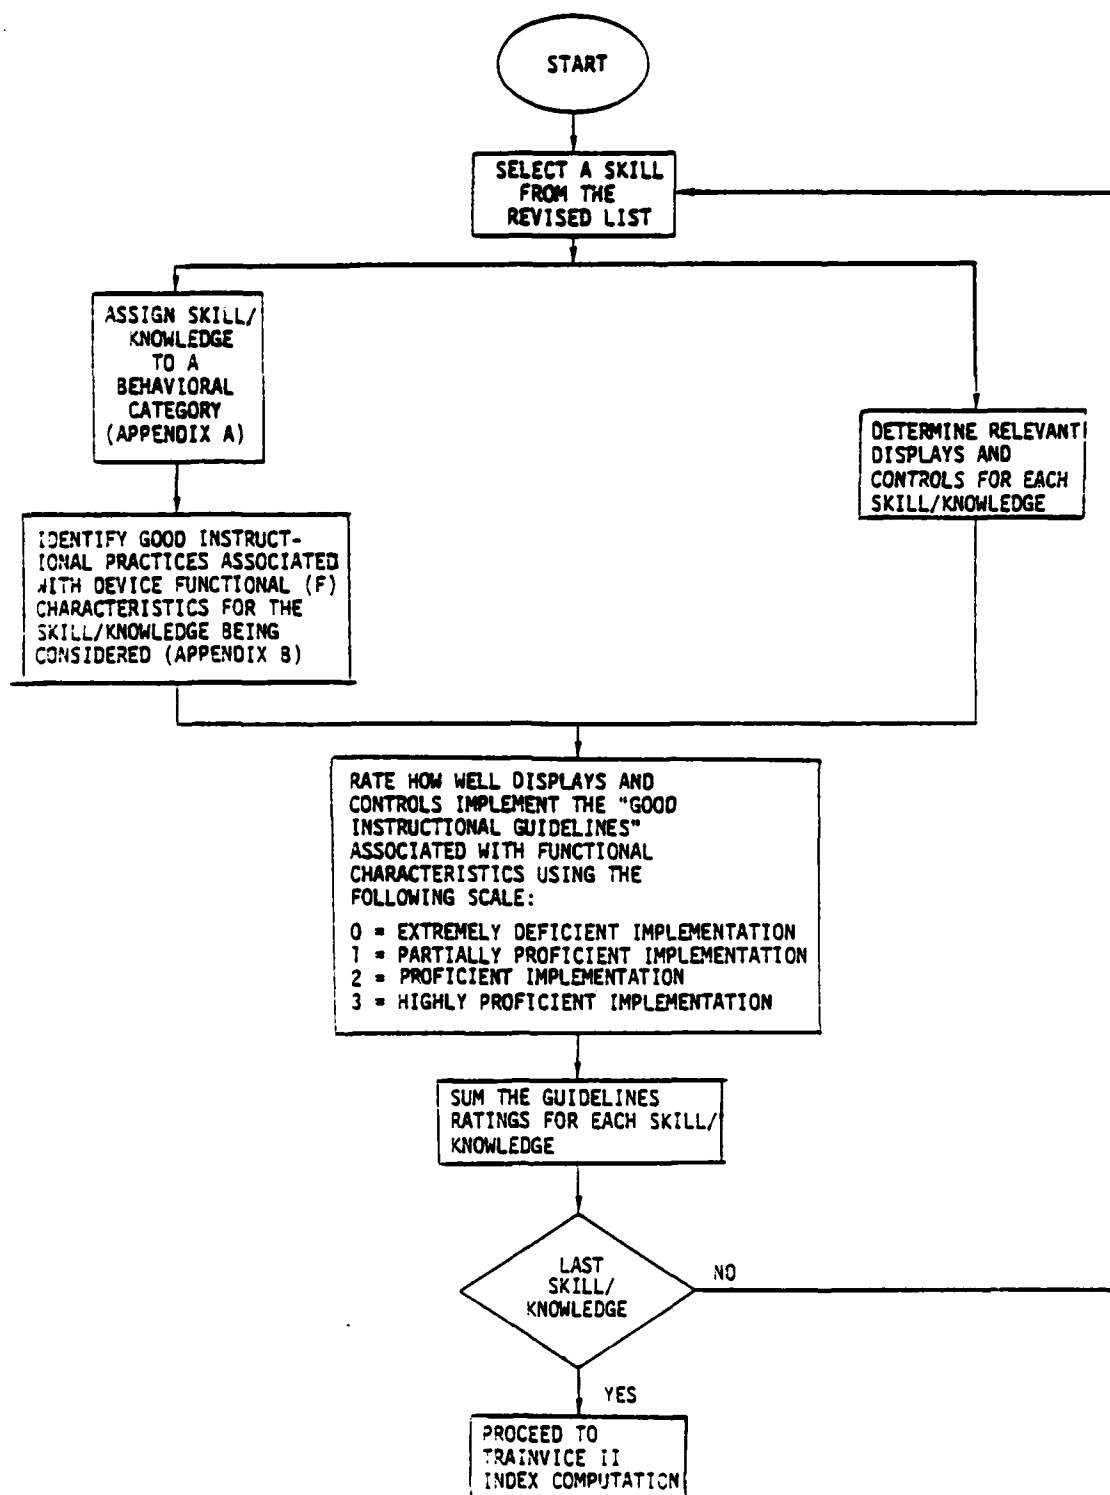 START
SELECT A SKILL
FROM THE
REVISED LIST
ASSIGN SKILL/
KNOWLEDGE
TO A
BEHAVIORAL
CATEGORY
(APPENDIX A)
DETERMINE RELEVANT
DISPLAYS AND
CONTROLS FOR EACH
SKILL/KNOWLEDGE
IDENTIFY GOOD INSTRUCT-
IONAL PRACTICES ASSOCIATED
WITH DEVICE FUNCTIONAL (F)
CHARACTERISTICS FOR THE
SKILL/KNOWLEDGE BEING
CONSIDERED (APPENDIX B)
RATE HOW WELL DISPLAYS AND
CONTROLS IMPLEMENT THE "GOOD
INSTRUCTIONAL GUIDELINES"
ASSOCIATED WITH FUNCTIONAL
CHARACTERISTICS USING THE
FOLLOWING SCALE:
0 = EXTREMELY DEFICIENT IMPLEMENTATION
1 = PARTIALLY PROFICIENT IMPLEMENTATION
2 = PROFICIENT IMPLEMENTATION
3 = HIGHLY PROFICIENT IMPLEMENTATION
SUM THE GUIDELINES
RATINGS FOR EACH SKILL/
KNOWLEDGE
LAST
SKILL/
KNOWLEDGE
NO
YES
PROCEED TO
TRAINVICE II
INDEX COMPUTATION